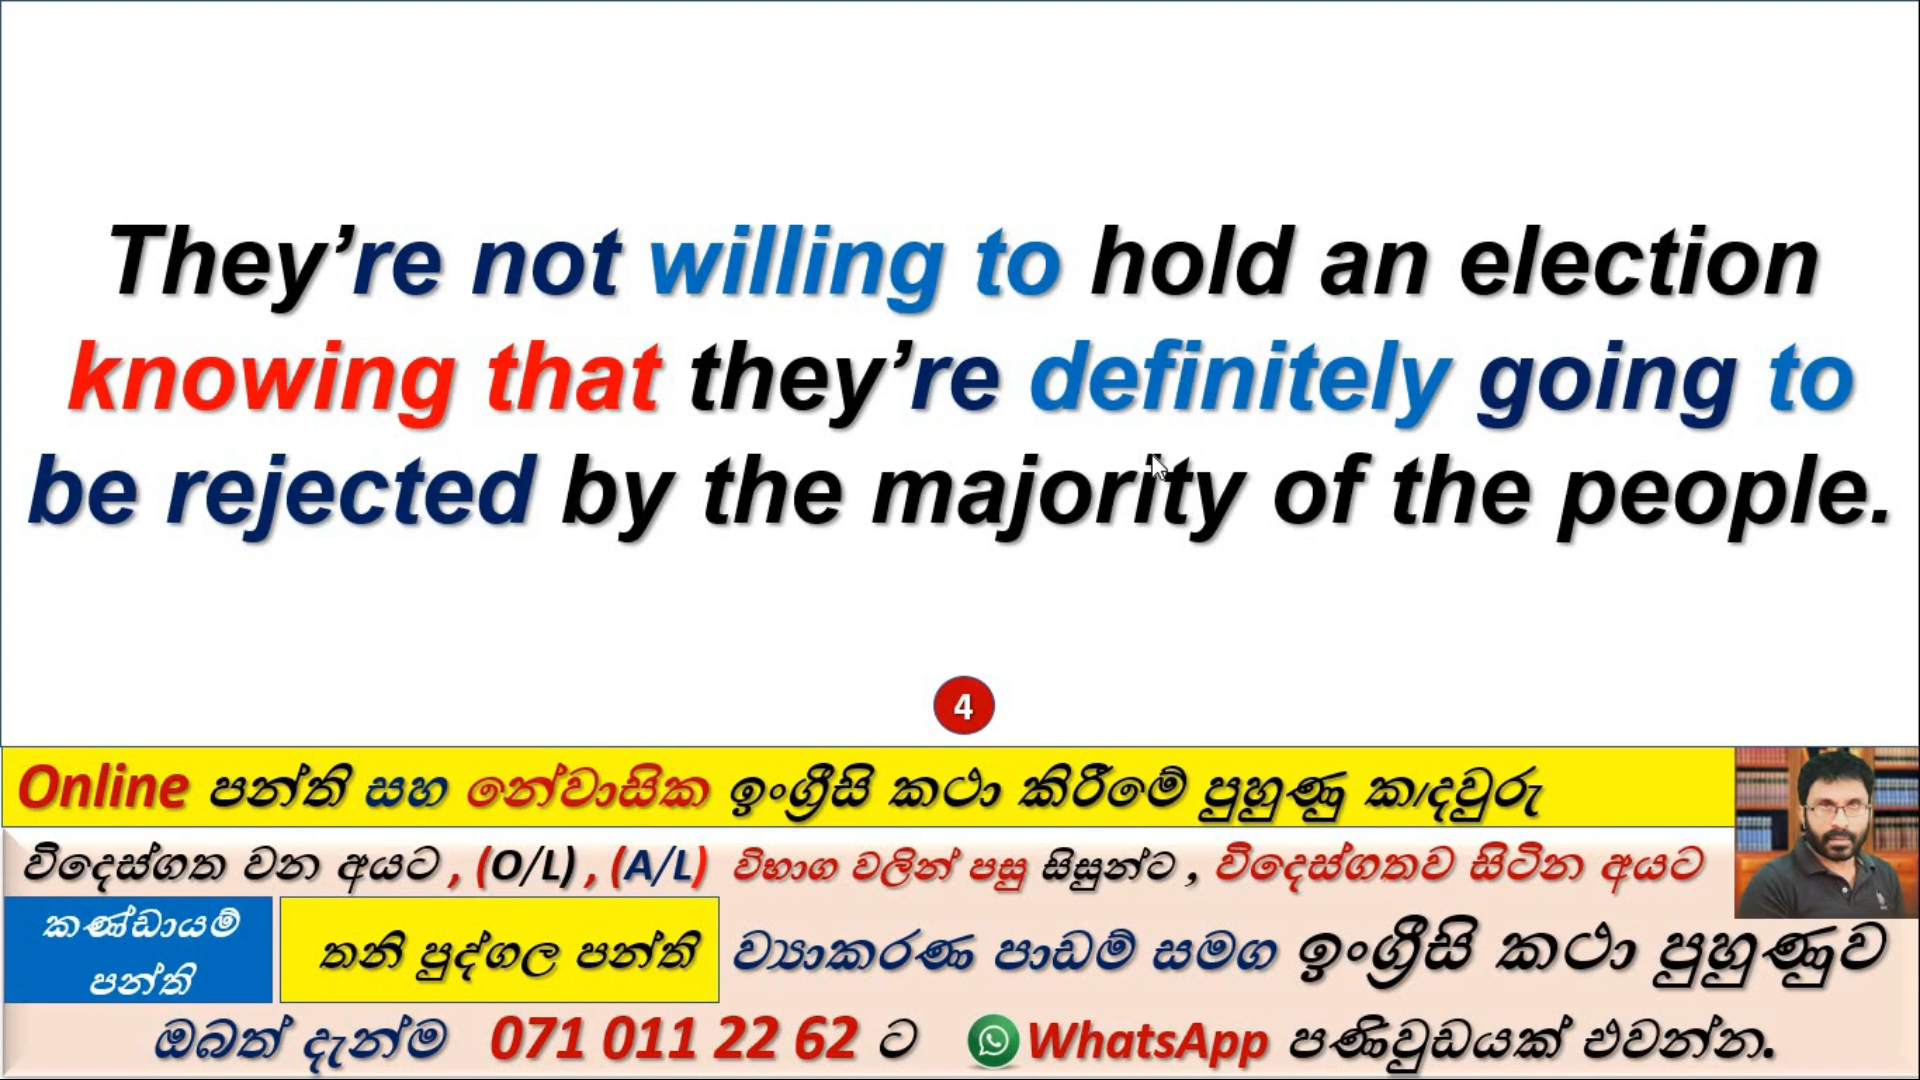 They’re not willing to hold an election
knowing that they’re definitely going to
be rejected by the majority of the people.
4
Online පන්ති සහ නේවාසික ඉංග්‍රීසි කථා කිරීමේ පුහුණු කඳවුරු
විදෙස්ගත වන අයට , (O/L) , (A/L) විභාග වලින් පසු සිසුන්ට , විදෙස්ගතව සිටින අයට
කණ්ඩායම්
පන්ති
තනි පුද්ගල පන්ති
ව්‍යාකරණ පාඩම් සමග ඉංග්‍රීසි කථා පුහුණුව
ඔබත් දැන්ම 071 011 22 62 ට WhatsApp පණිවුඩයක් එවන්න.